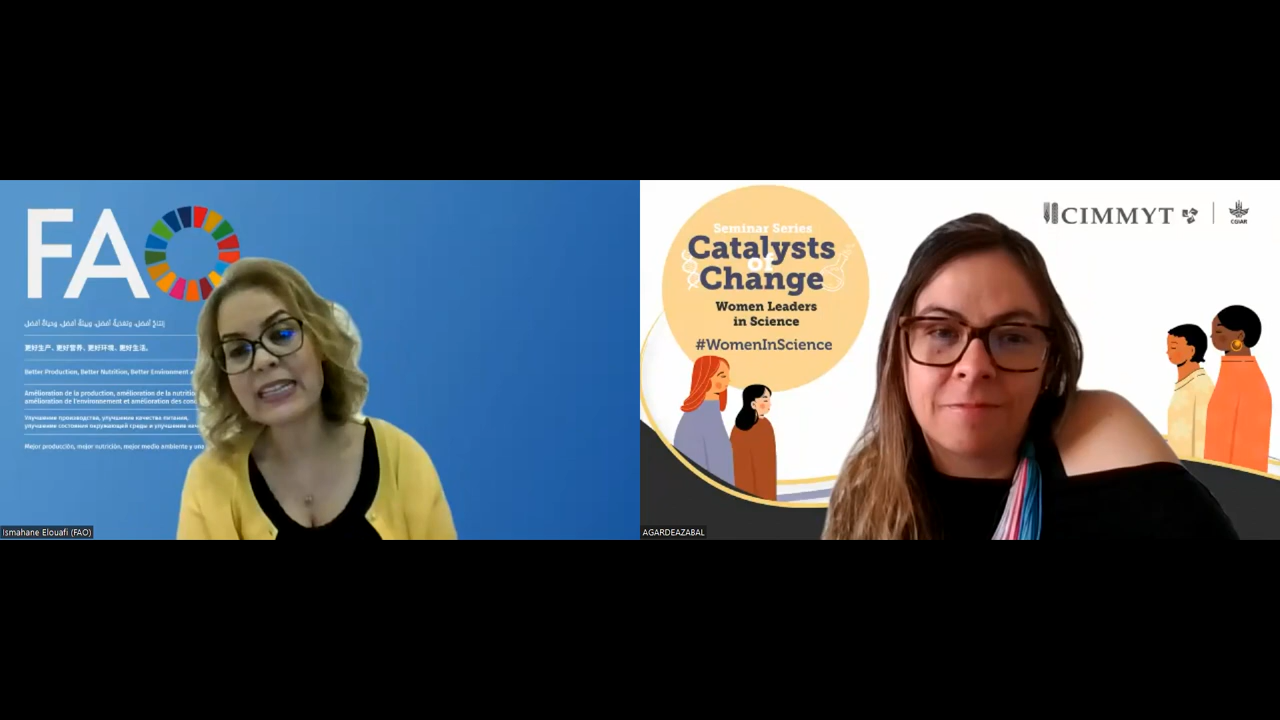 FAO
إنتاج أفضل، وتغذية أفضل، وبيئة أفضل، وحياة أفضل.
更好生产、更好营养、更好环境、更好生活。
Better Production, Better Nutrition, Better Environment
Amélioration de la production, amélioration de la nutritio
amélioration de l'environnement et amélioration des con
Улучшение производства, улучшение качества питания,
улучшение состояния окружающей среды и улучшение
Mejor producción, mejor nutrición, mejor medio ambiente y un
Ismahane Elouafi (FAO)
Seminar Series
Catalysts
of
Change
Women Leaders
in Science
#WomenInScience
CIMMYT
CGIAR
AGARDEAZABAL